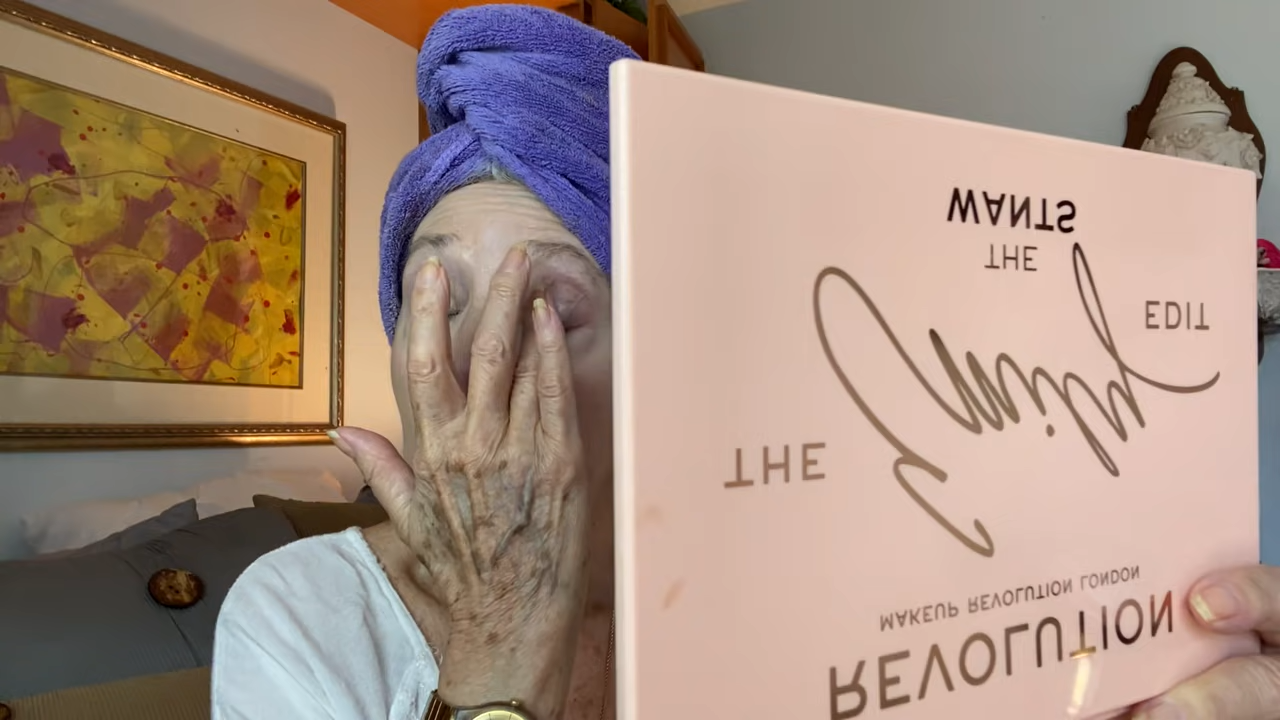 REVOLUTION
MAKEUP REVOLUTION LONDON
THE
Emily
EDIT
THE
WANTS